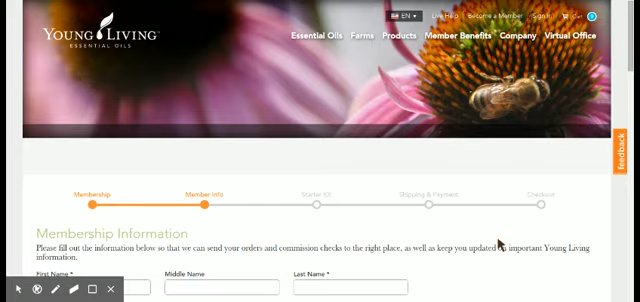 YOUNG LIVING
ESSENTIAL OILS
EN Live Help Become a Member Sign In Cart 0
Essential Oils Farms Products Member Benefits Company Virtual Office
feedback
Membership Member Info Starter Kit Shipping & Payment Checkout
Membership Information
Please fill out the information below so that we can send your orders and commission checks to the right place, as well as keep you updated on important Young Living
information.
First Name * Middle Name Last Name *